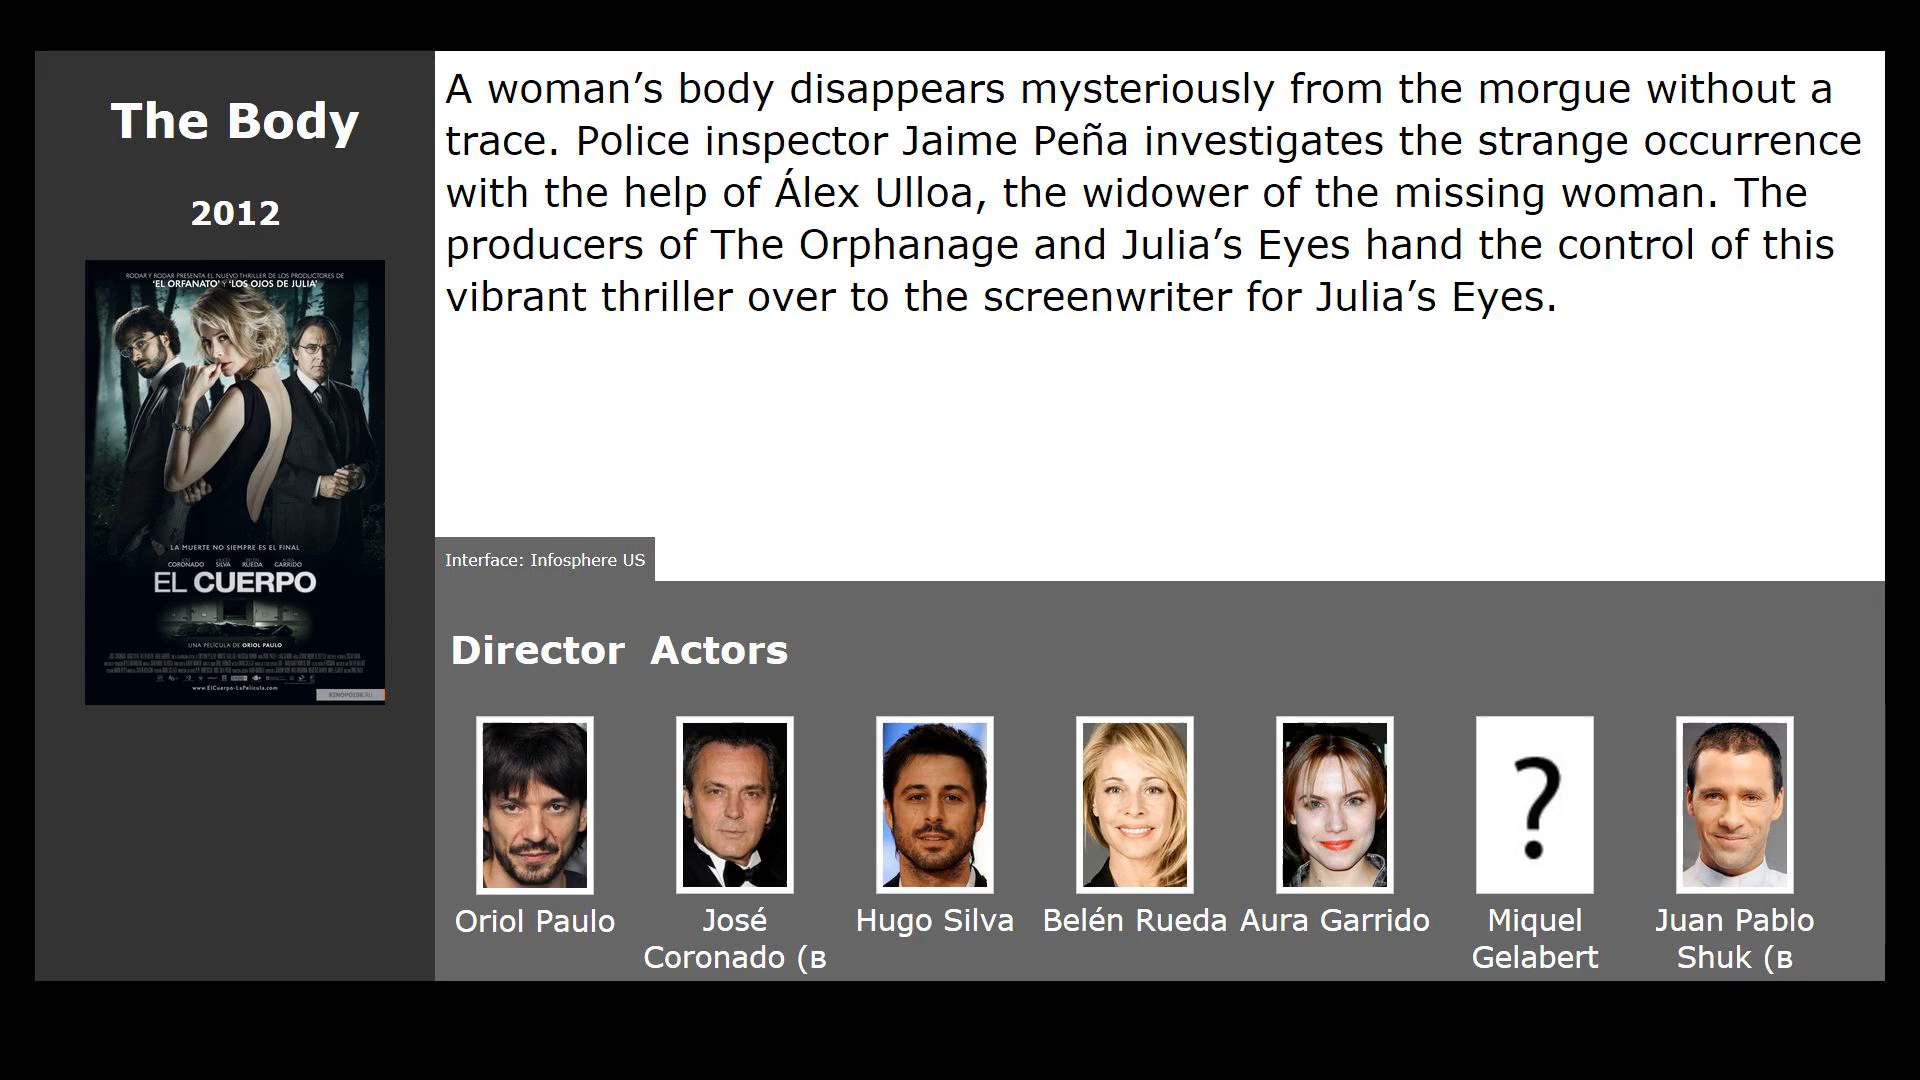 The Body
2012
RODAR Y RODAR PRESENTA EL NUEVO THRILLER DE LOS PRODUCTORES DE
'EL ORFANATO' Y 'LOS OJOS DE JULIA'
LA MUERTE NO SIEMPRE ES EL FINAL
CORONADO SILVA RUEDA GARRIDO
EL CUERPO
UNA PELÍCULA DE ORIOL PAULO
www.ElCuerpo-LaPelicula.com
KINOPOISK.RU
A woman’s body disappears mysteriously from the morgue without a
trace. Police inspector Jaime Peña investigates the strange occurrence
with the help of Álex Ulloa, the widower of the missing woman. The
producers of The Orphanage and Julia’s Eyes hand the control of this
vibrant thriller over to the screenwriter for Julia’s Eyes.
Interface: Infosphere US
Director Actors
?
Oriol Paulo
José
Coronado (в
Hugo Silva
Belén Rueda
Aura Garrido
Miquel
Gelabert
Juan Pablo
Shuk (в